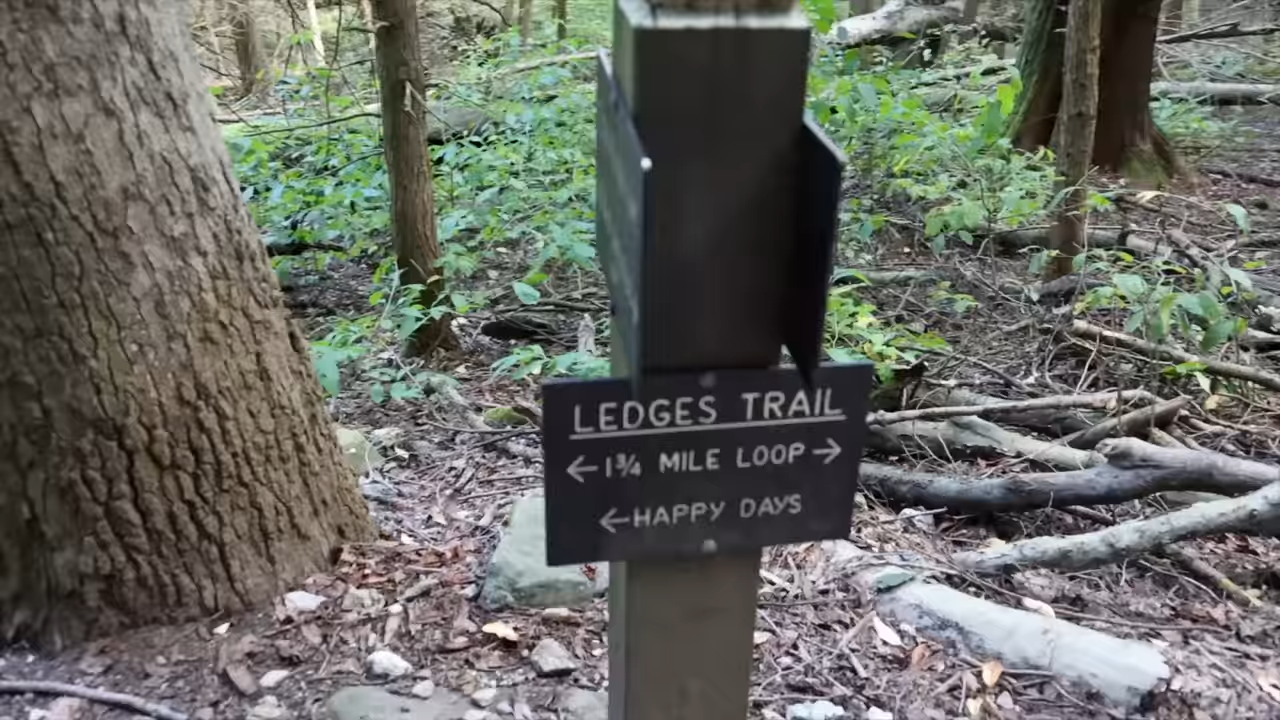 LEDGES TRAIL
← 1¾ MILE LOOP →
← HAPPY DAYS